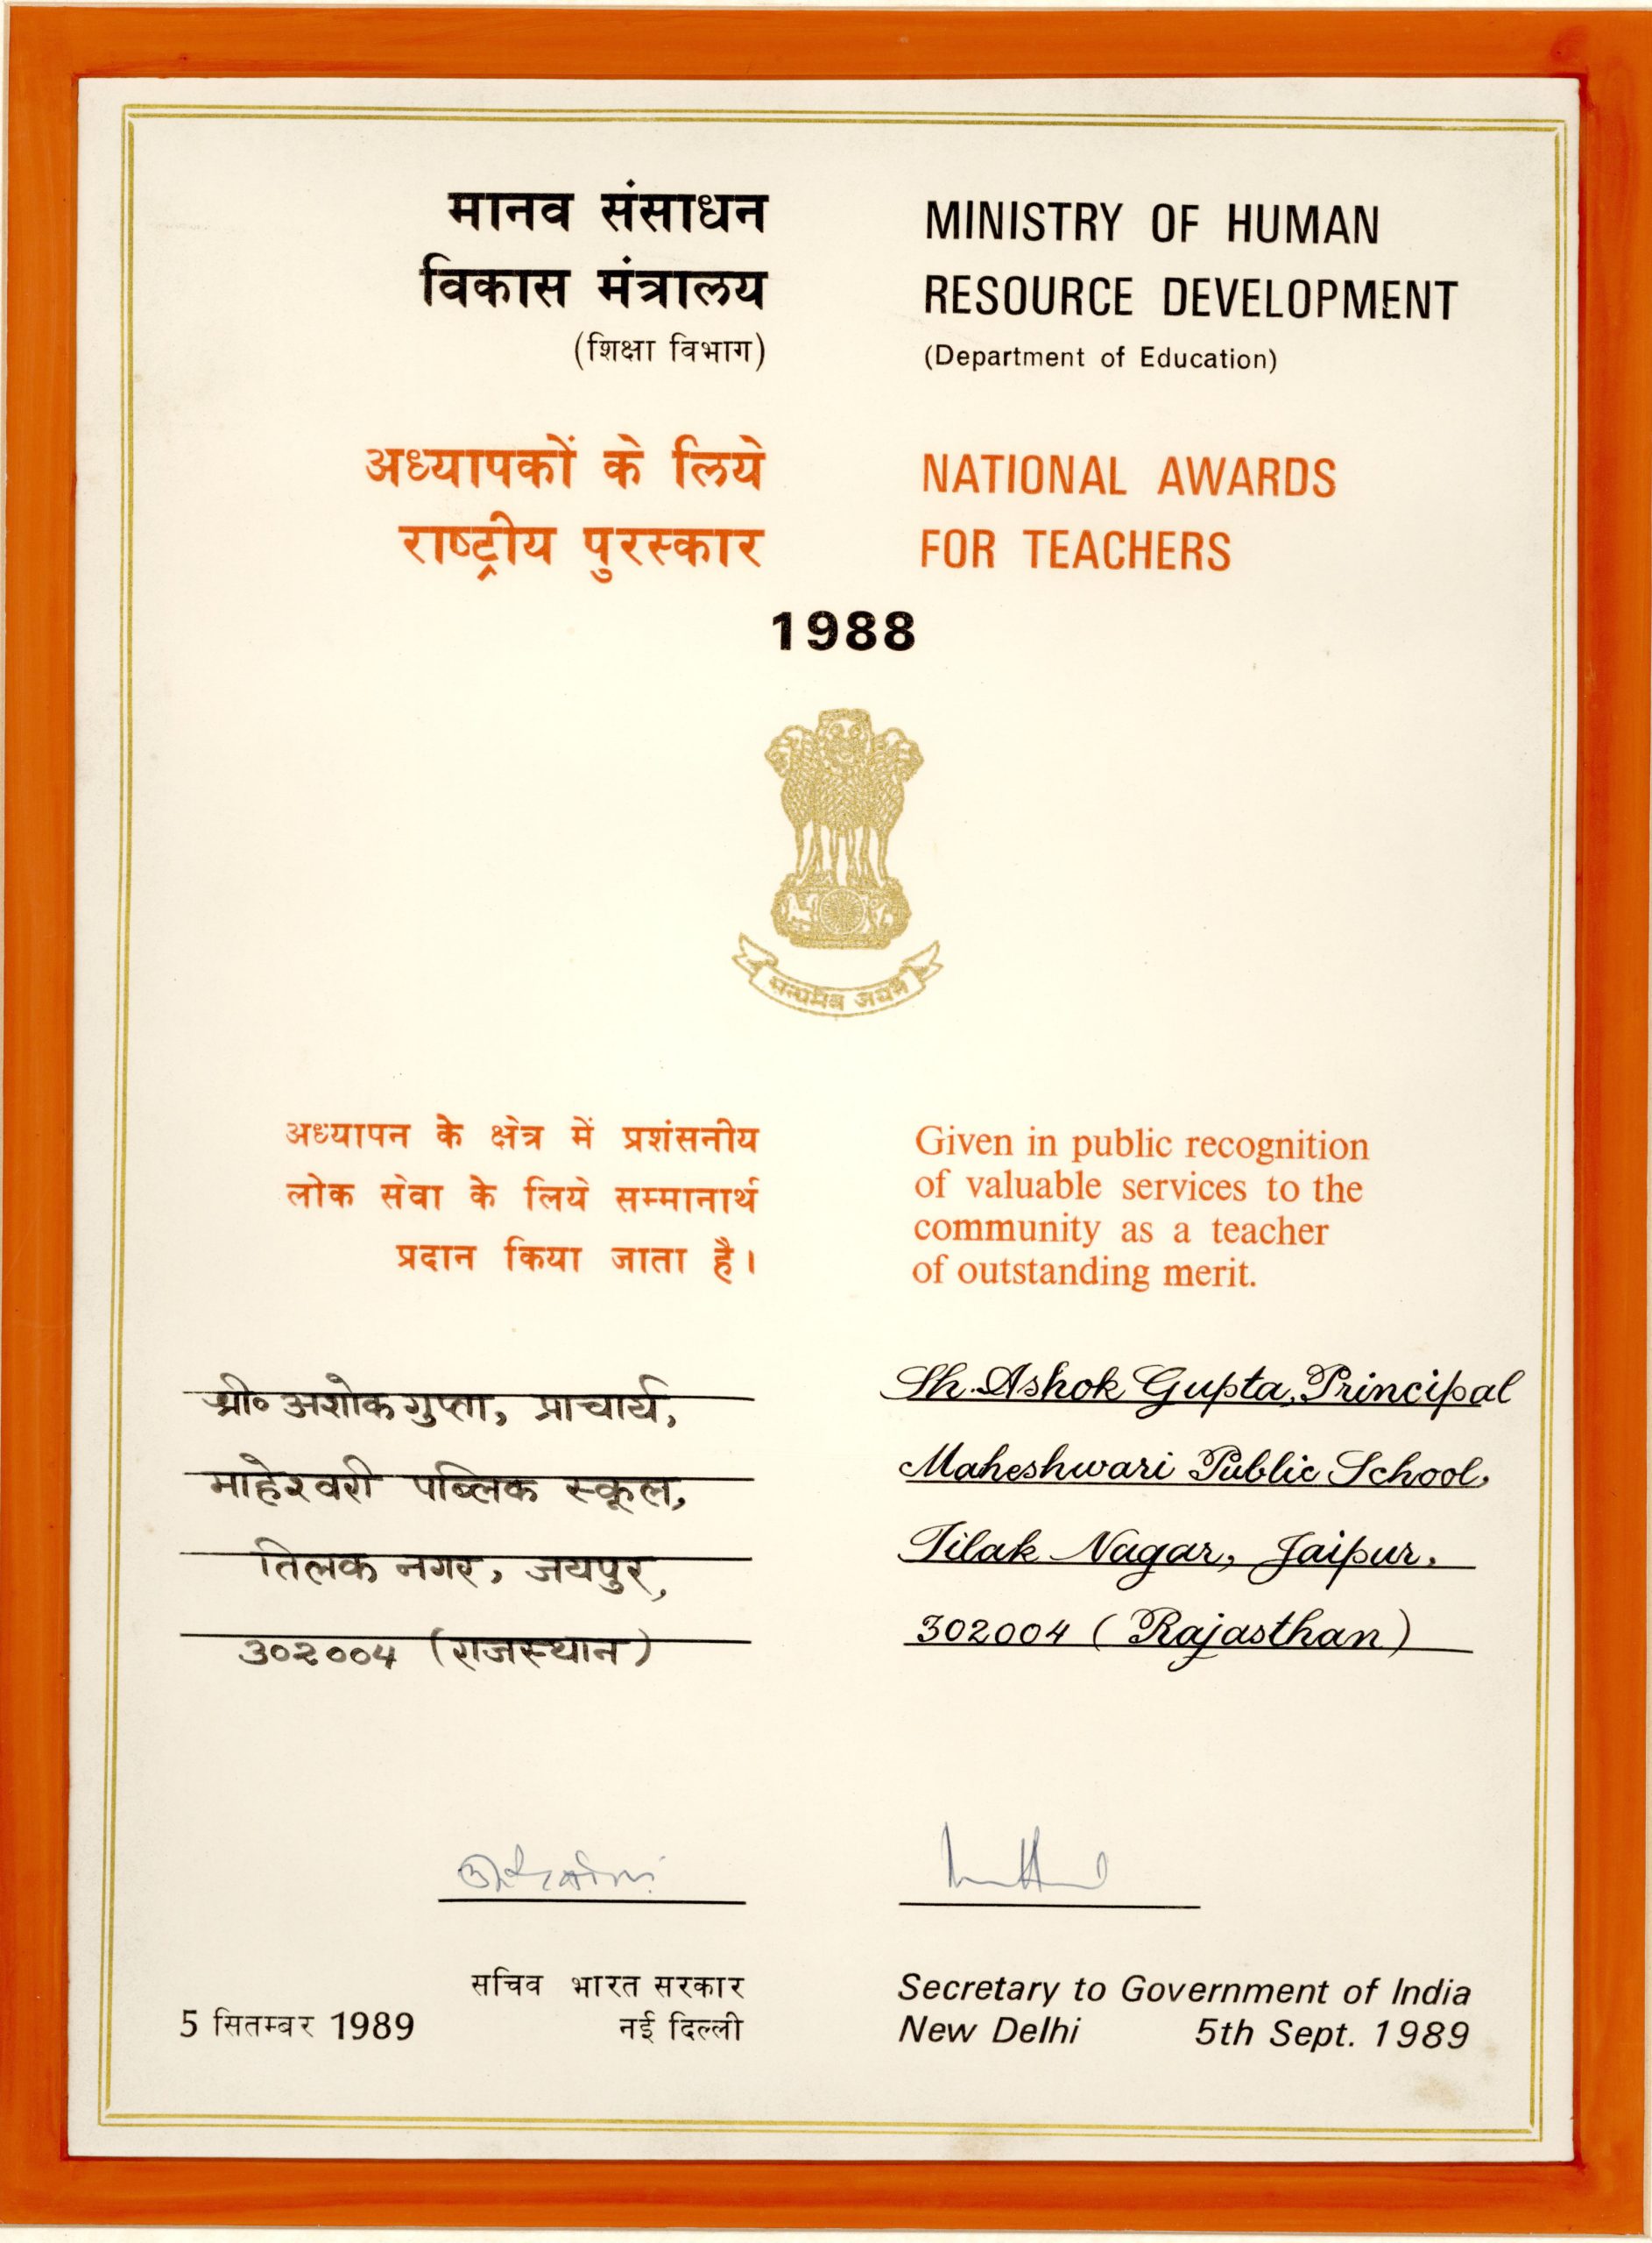 मानव संसाधन
विकास मंत्रालय
(शिक्षा विभाग)
MINISTRY OF HUMAN
RESOURCE DEVELOPMENT
(Department of Education)
अध्यापकों के लिये
राष्ट्रीय पुरस्कार
NATIONAL AWARDS
FOR TEACHERS
1988
सत्यमेव जयते
अध्यापन के क्षेत्र में प्रशंसनीय
लोक सेवा के लिये सम्मानार्थ
प्रदान किया जाता है।
Given in public recognition
of valuable services to the
community as a teacher
of outstanding merit.
श्री॰ अशोक गुप्ता, प्राचार्य,
माहेश्वरी पब्लिक स्कूल,
तिलक नगर, जयपुर,
302004 (राजस्थान)
Sh. Ashok Gupta, Principal
Maheshwari Public School,
Tilak Nagar, Jaipur,
302004 (Rajasthan)
सचिव भारत सरकार
5 सितम्बर 1989 नई दिल्ली
Secretary to Government of India
New Delhi 5th Sept. 1989